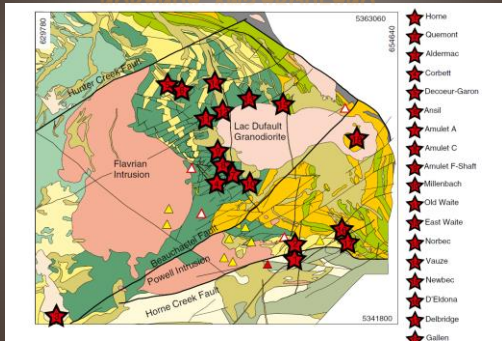 629780
5363060
654640
Hunter Creek Fault
Lac Dufault
Granodiorite
Flavrian
Intrusion
Beauchastel Fault
Powell Intrusion
Horne Creek Fault
5341800
Horne
Quemont
Aldermac
Corbett
Decoeur-Garon
Ansil
Amulet A
Amulet C
Amulet F-Shaft
Millenbach
Old Waite
East Waite
Norbec
Vauze
Newbec
D'Eldona
Delbridge
Gallen